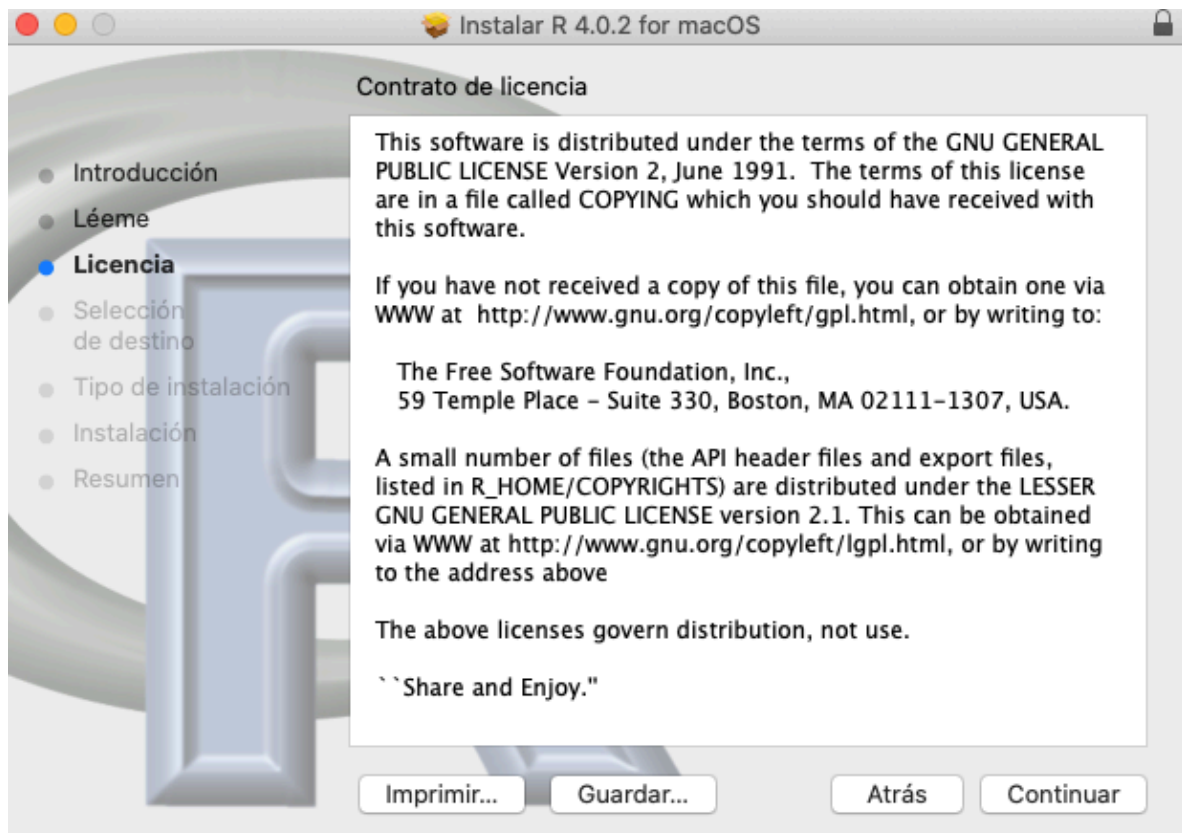 Instalar R 4.0.2 for macOS
Introducción
Léeme
Licencia
Selección
de destino
Tipo de instalación
Instalación
Resumen
Contrato de licencia
This software is distributed under the terms of the GNU GENERAL
PUBLIC LICENSE Version 2, June 1991.  The terms of this license
are in a file called COPYING which you should have received with
this software.
If you have not received a copy of this file, you can obtain one via
WWW at  http://www.gnu.org/copyleft/gpl.html, or by writing to:
The Free Software Foundation, Inc.,
59 Temple Place – Suite 330, Boston, MA 02111–1307, USA.
A small number of files (the API header files and export files,
listed in R_HOME/COPYRIGHTS) are distributed under the LESSER
GNU GENERAL PUBLIC LICENSE version 2.1. This can be obtained
via WWW at http://www.gnu.org/copyleft/lgpl.html, or by writing
to the address above
The above licenses govern distribution, not use.
``Share and Enjoy."
Imprimir... Guardar... Atrás Continuar